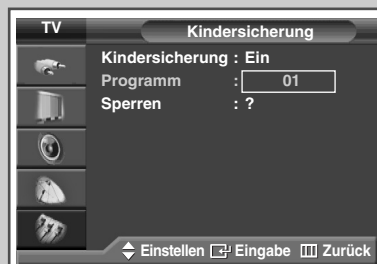 TV
Kindersicherung
Kindersicherung : Ein
Programm : 01
Sperren : ?
Einstellen Eingabe Zurück